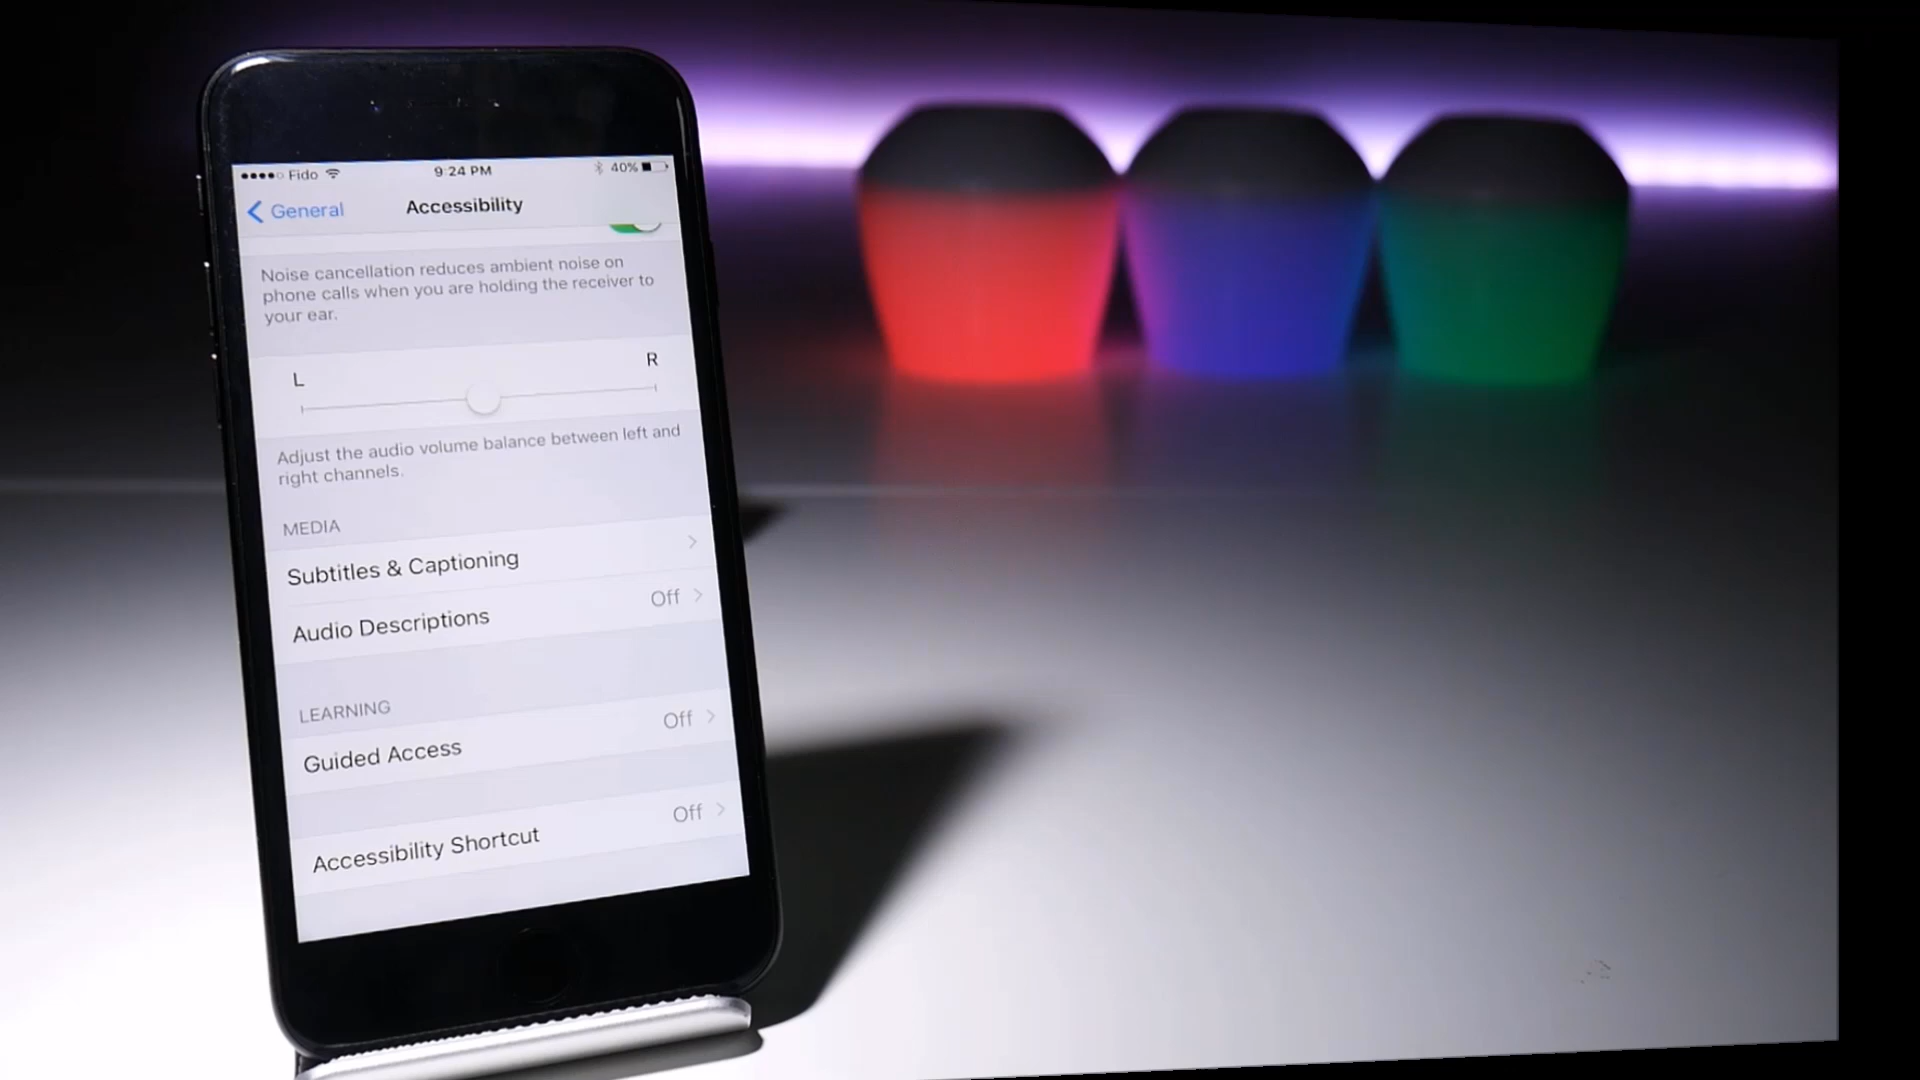 Fido 9:24 PM 40%
General Accessibility
Noise cancellation reduces ambient noise on
phone calls when you are holding the receiver to
your ear.
L R
Adjust the audio volume balance between left and
right channels.
MEDIA
Subtitles & Captioning
Audio Descriptions Off
LEARNING
Guided Access Off
Accessibility Shortcut Off